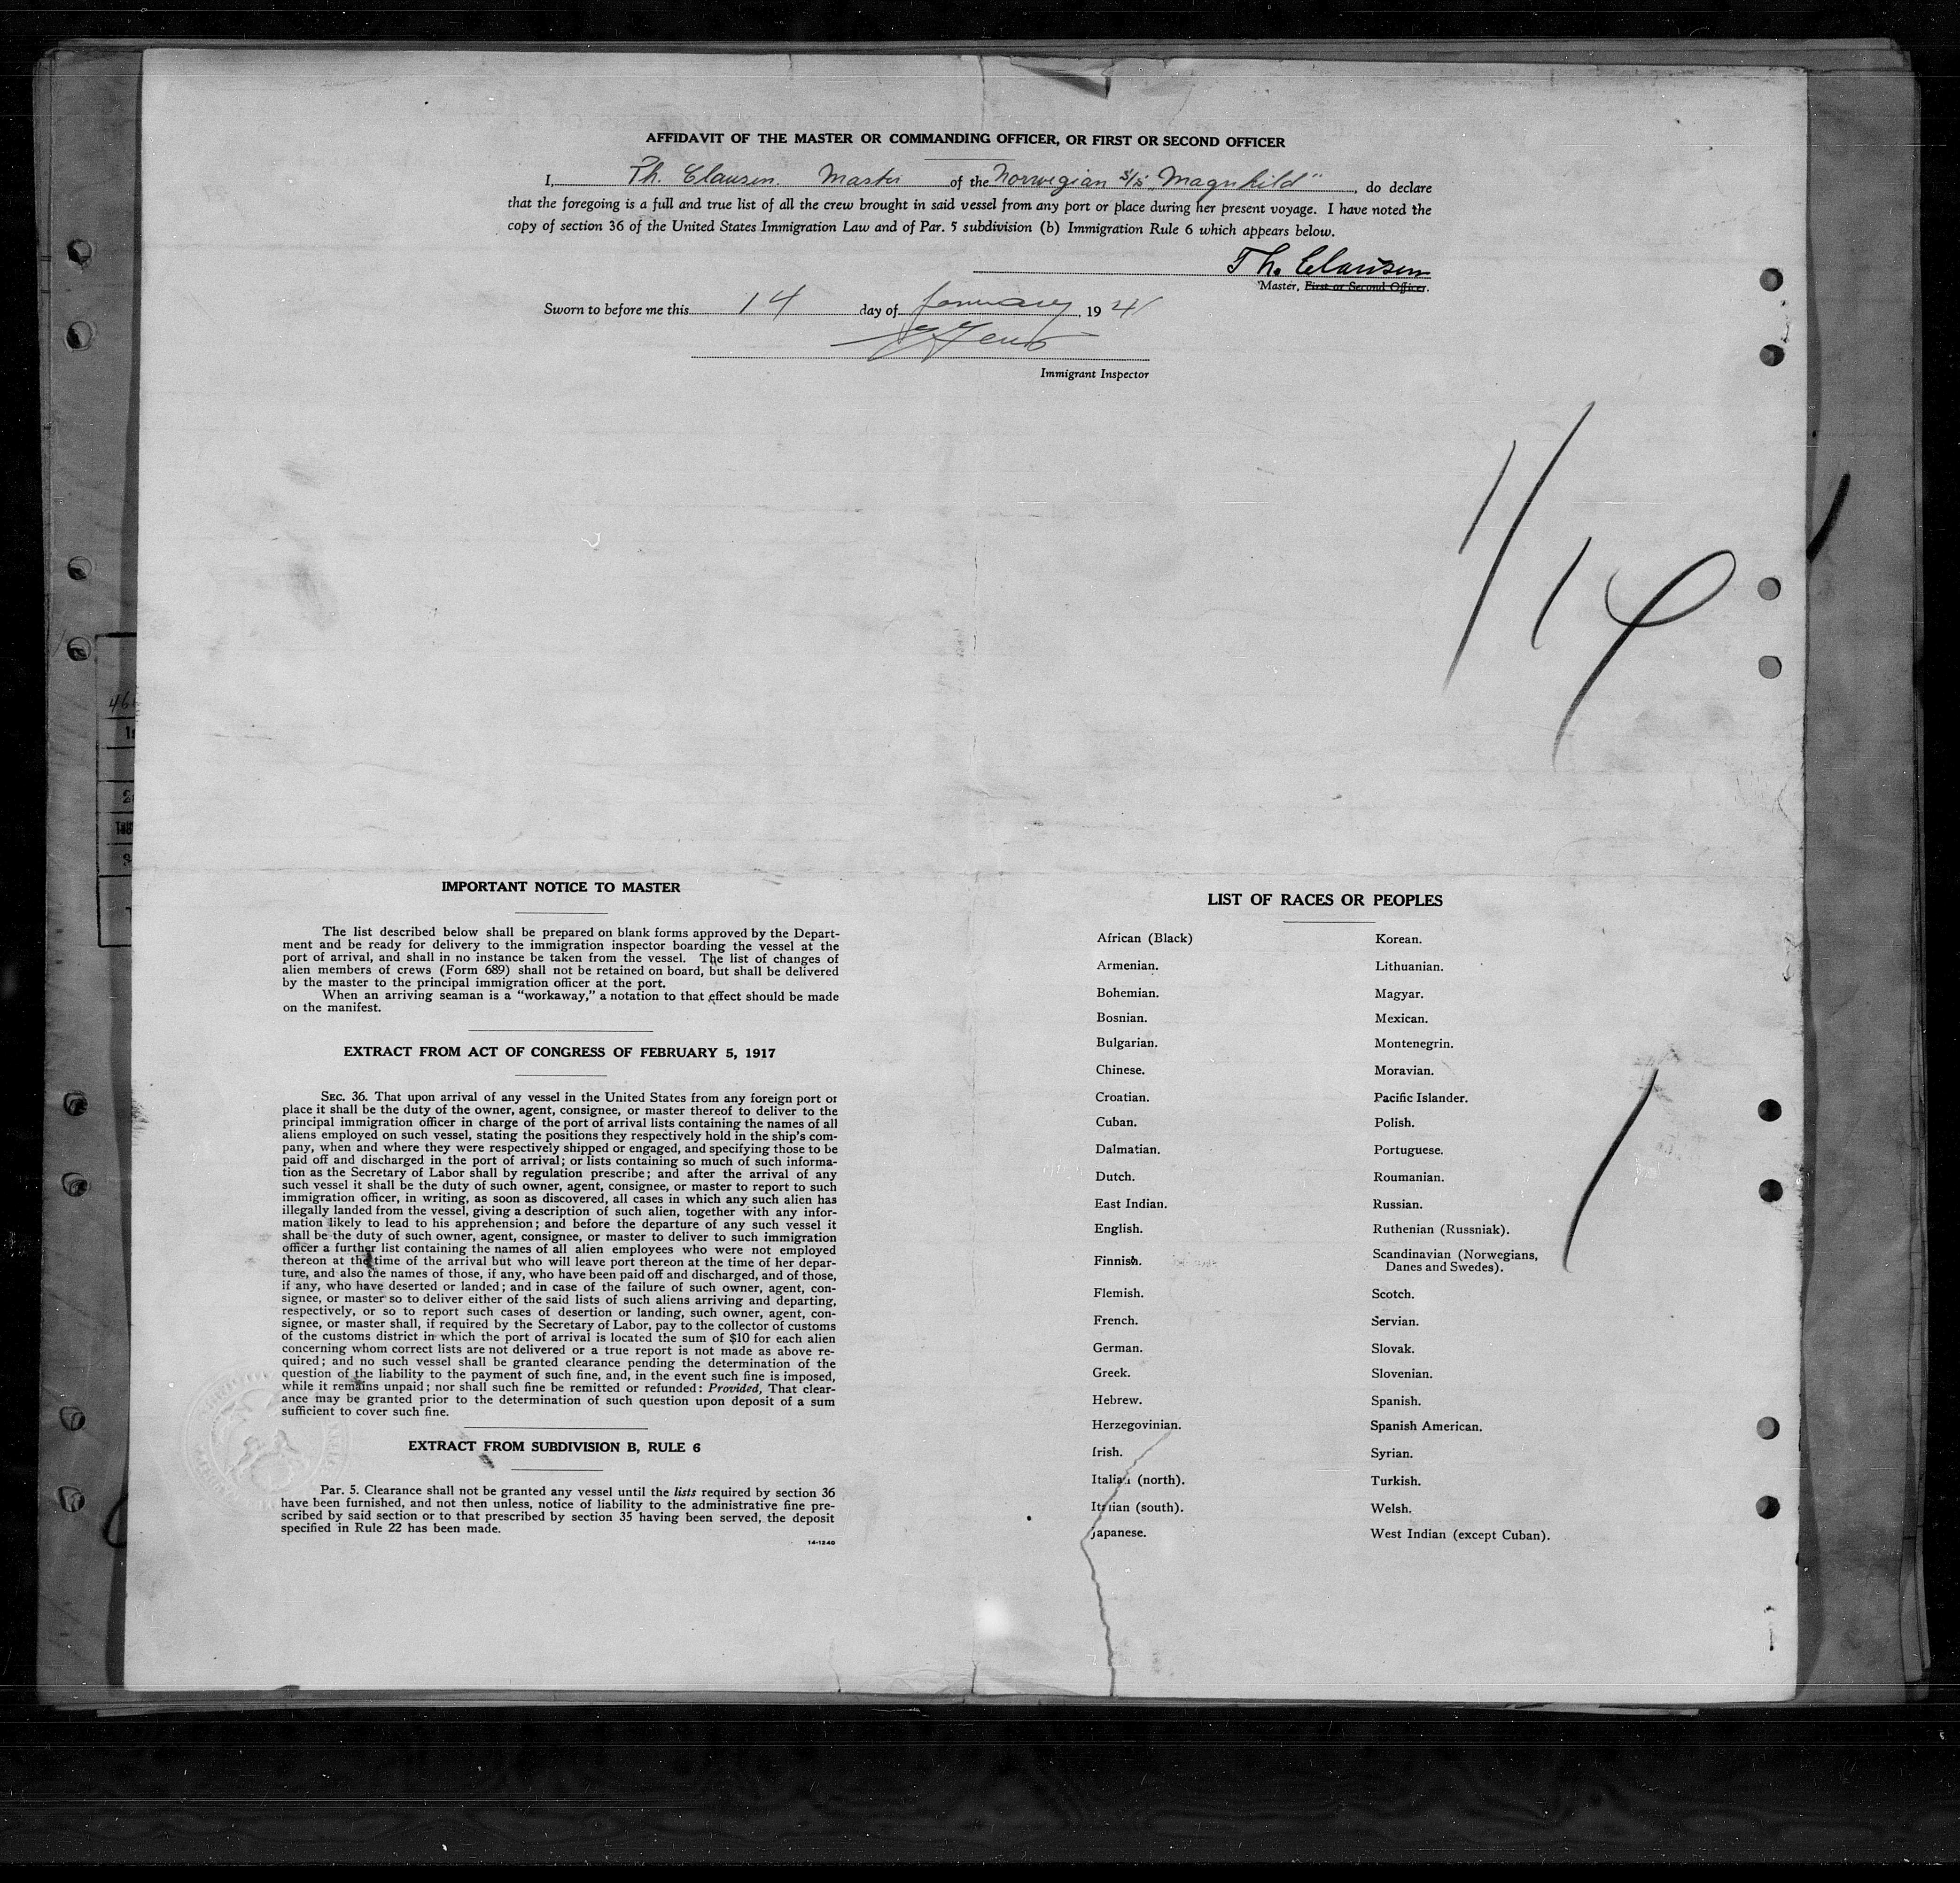 AFFIDAVIT OF THE MASTER OR COMMANDING OFFICER, OR FIRST OR SECOND OFFICER
I, Th. Clausen. Master of the Norwegian S/S "Magnhild", do declare
that the foregoing is a full and true list of all the crew brought in said vessel from any port or place during her present voyage. I have noted the
copy of section 36 of the United States Immigration Law and of Par. 5 subdivision (b) Immigration Rule 6 which appears below.
Th. Clausen
Master, First or Second Officer.
Sworn to before me this 14 day of January, 19
Immigrant Inspector
1/14
IMPORTANT NOTICE TO MASTER
The list described below shall be prepared on blank forms approved by the Depart-
ment and be ready for delivery to the immigration inspector boarding the vessel at the
port of arrival, and shall in no instance be taken from the vessel. The list of changes of
alien members of crews (Form 689) shall not be retained on board, but shall be delivered
by the master to the principal immigration officer at the port.
When an arriving seaman is a "workaway," a notation to that effect should be made
on the manifest.
EXTRACT FROM ACT OF CONGRESS OF FEBRUARY 5, 1917
SEC. 36. That upon arrival of any vessel in the United States from any foreign port or
place it shall be the duty of the owner, agent, consignee, or master thereof to deliver to the
principal immigration officer in charge of the port of arrival lists containing the names of all
aliens employed on such vessel, stating the positions they respectively hold in the ship's com-
pany, when and where they were respectively shipped or engaged, and specifying those to be
paid off and discharged in the port of arrival; or lists containing so much of such informa-
tion as the Secretary of Labor shall by regulation prescribe; and after the arrival of any
such vessel it shall be the duty of such owner, agent, consignee, or master to report to such
immigration officer, in writing, as soon as discovered, all cases in which any such alien has
illegally landed from the vessel, giving a description of such alien, together with any infor-
mation likely to lead to his apprehension; and before the departure of any such vessel it
shall be the duty of such owner, agent, consignee, or master to deliver to such immigration
officer a further list containing the names of all alien employees who were not employed
thereon at the time of the arrival but who will leave port thereon at the time of her depar-
ture, and also the names of those, if any, who have been paid off and discharged, and of those,
if any, who have deserted or landed; and in case of the failure of such owner, agent, con-
signee, or master so to deliver either of the said lists of such aliens arriving and departing,
respectively, or so to report such cases of desertion or landing, such owner, agent, con-
signee, or master shall, if required by the Secretary of Labor, pay to the collector of customs
of the customs district in which the port of arrival is located the sum of $10 for each alien
concerning whom correct lists are not delivered or a true report is not made as above re-
quired; and no such vessel shall be granted clearance pending the determination of the
question of the liability to the payment of such fine, and, in the event such fine is imposed,
while it remains unpaid; nor shall such fine be remitted or refunded: Provided, That clear-
ance may be granted prior to the determination of such question upon deposit of a sum
sufficient to cover such fine.
EXTRACT FROM SUBDIVISION B, RULE 6
Par. 5. Clearance shall not be granted any vessel until the lists required by section 36
have been furnished, and not then unless, notice of liability to the administrative fine pre-
scribed by said section or to that prescribed by section 35 having been served, the deposit
specified in Rule 22 has been made.
14-1240
LIST OF RACES OR PEOPLES
African (Black)
Armenian.
Bohemian.
Bosnian.
Bulgarian.
Chinese.
Croatian.
Cuban.
Dalmatian.
Dutch.
East Indian.
English.
Finnish.
Flemish.
French.
German.
Greek.
Hebrew.
Herzegovinian.
Irish.
Italian (north).
Italian (south).
Japanese.
Korean.
Lithuanian.
Magyar.
Mexican.
Montenegrin.
Moravian.
Pacific Islander.
Polish.
Portuguese.
Roumanian.
Russian.
Ruthenian (Russniak).
Scandinavian (Norwegians,
Danes and Swedes).
Scotch.
Servian.
Slovak.
Slovenian.
Spanish.
Spanish American.
Syrian.
Turkish.
Welsh.
West Indian (except Cuban).